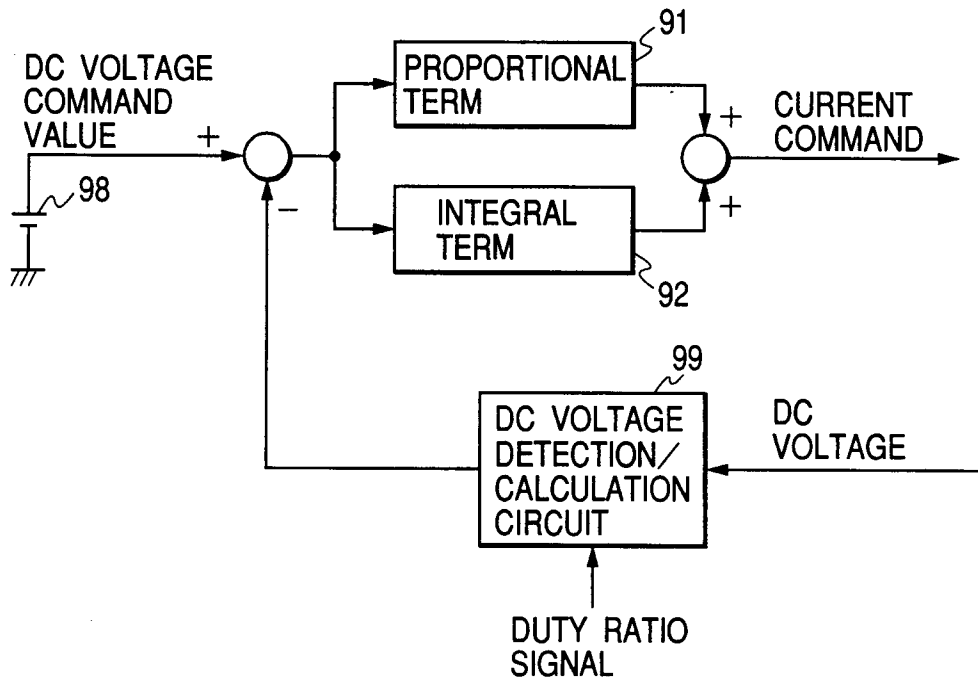 91
DC VOLTAGE
COMMAND
VALUE
PROPORTIONAL
TERM
CURRENT
COMMAND
+
+
98
-
INTEGRAL
TERM
+
92
99
DC VOLTAGE
DETECTION/
CALCULATION
CIRCUIT
DC
VOLTAGE
DUTY RATIO
SIGNAL